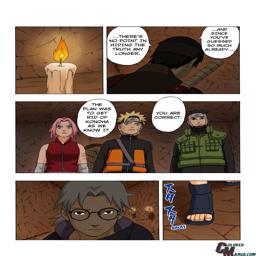 ...THERE'S
NO POINT IN
HIDING THE
TRUTH ANY
LONGER.
...AND
SINCE
YOU'VE
GUESSED
SO MUCH
ALREADY...
THE
PLAN WAS
TO GET
RID OF
KONOHA
AS WE
KNOW IT.
YOU ARE
CORRECT.
COLORED
MANGA.COM